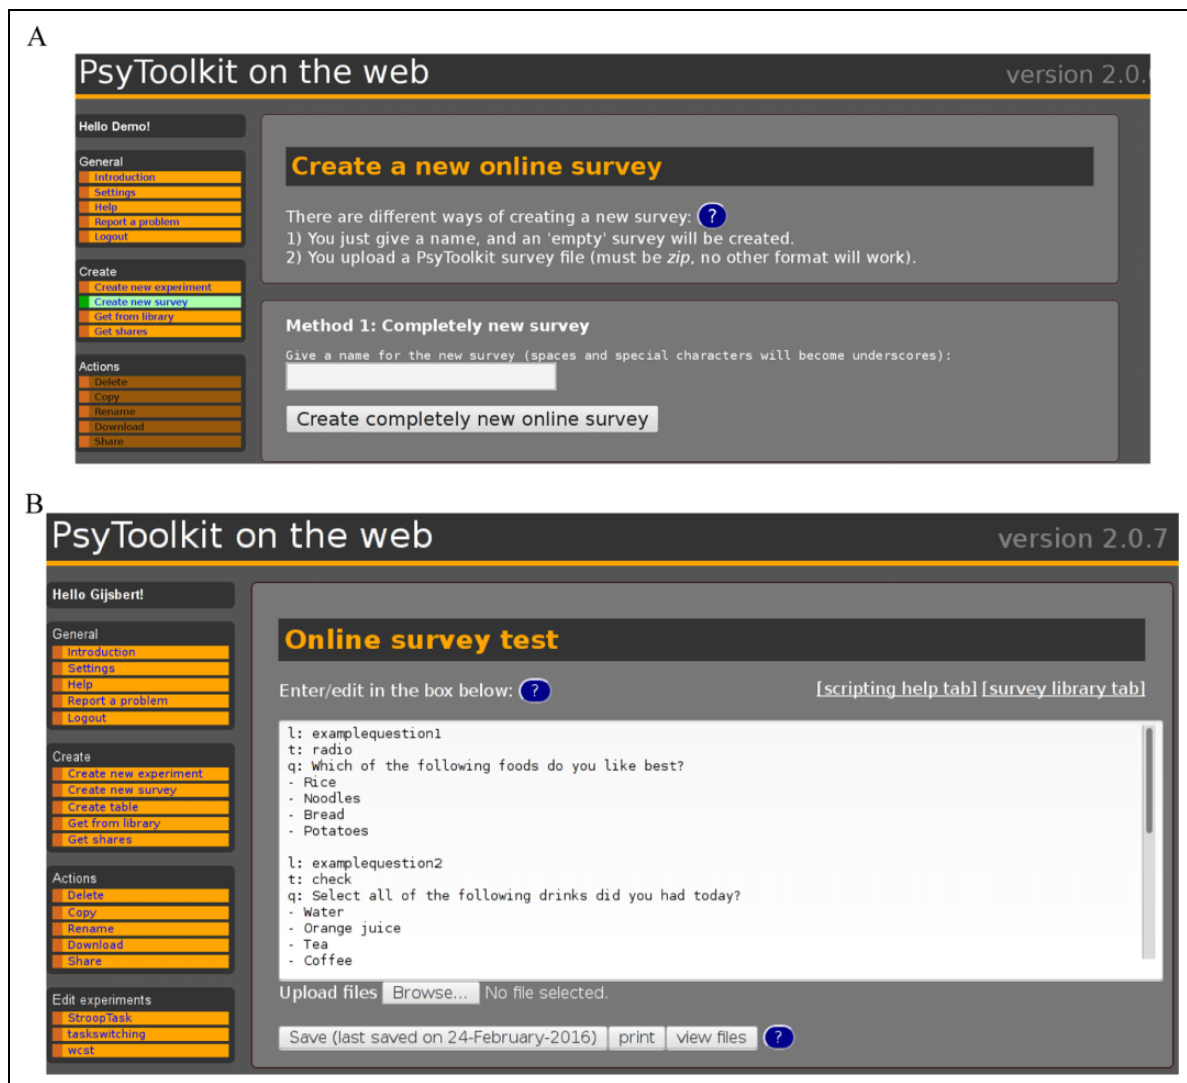 A
PsyToolkit on the web
version 2.0.
Hello Demo!
General
Introduction
Settings
Help
Report a problem
Logout
Create
Create new experiment
Create new survey
Get from library
Get shares
Actions
Delete
Copy
Rename
Download
Share
Create a new online survey
There are different ways of creating a new survey: ?
1) You just give a name, and an 'empty' survey will be created.
2) You upload a PsyToolkit survey file (must be zip, no other format will work).
Method 1: Completely new survey
Give a name for the new survey (spaces and special characters will become underscores):
Create completely new online survey
B
PsyToolkit on the web
version 2.0.7
Hello Gijsbert!
General
Introduction
Settings
Help
Report a problem
Logout
Create
Create new experiment
Create new survey
Create table
Get from library
Get shares
Actions
Delete
Copy
Rename
Download
Share
Edit experiments
StroopTask
taskswitching
wcst
Online survey test
Enter/edit in the box below: ?
[scripting help tab] [survey library tab]
l: examplequestion1
t: radio
q: Which of the following foods do you like best?
- Rice
- Noodles
- Bread
- Potatoes
l: examplequestion2
t: check
q: Select all of the following drinks did you had today?
- Water
- Orange juice
- Tea
- Coffee
Upload files Browse... No file selected.
Save (last saved on 24-February-2016) print view files ?